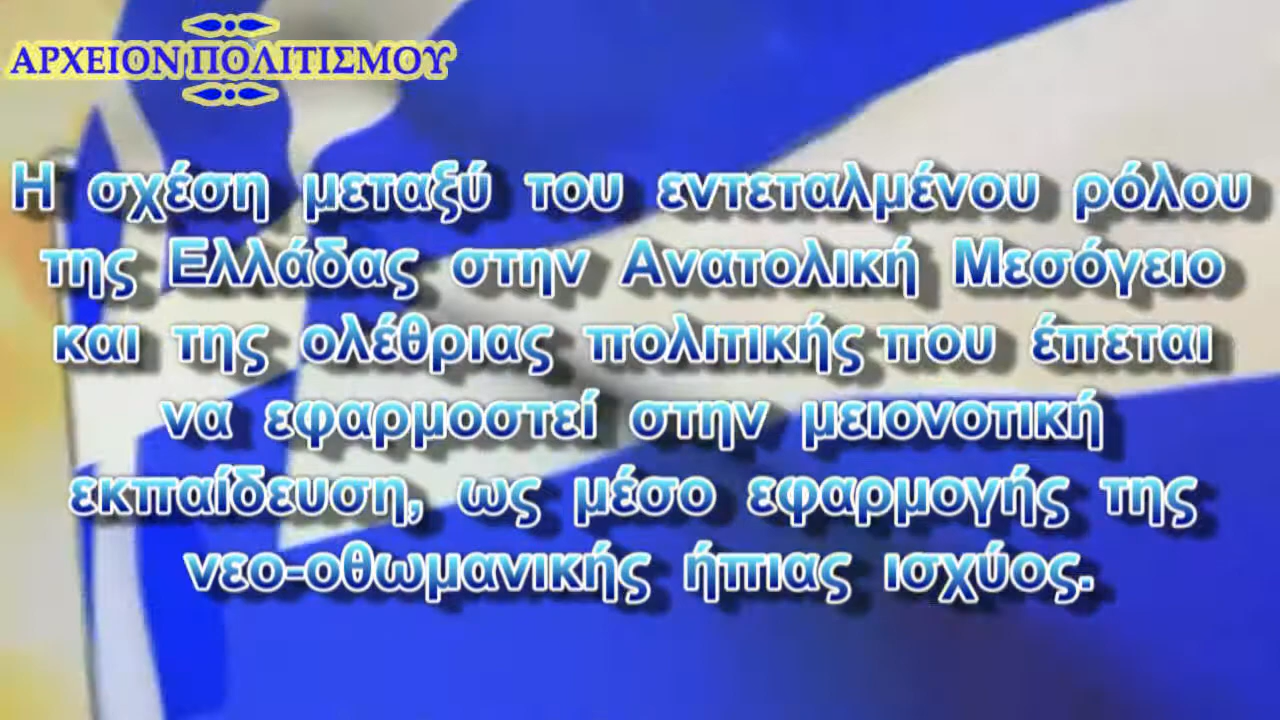 ΑΡΧΕΙΟΝ ΠΟΛΙΤΙΣΜΟΥ
Η σχέση μεταξύ του εντεταλμένου ρόλου
της Ελλάδας στην Ανατολική Μεσόγειο
και της ολέθριας πολιτικής που έπεται
να εφαρμοστεί στην μειονοτική
εκπαίδευση, ως μέσο εφαρμογής της
νεο-οθωμανικής ήπιας ισχύος.